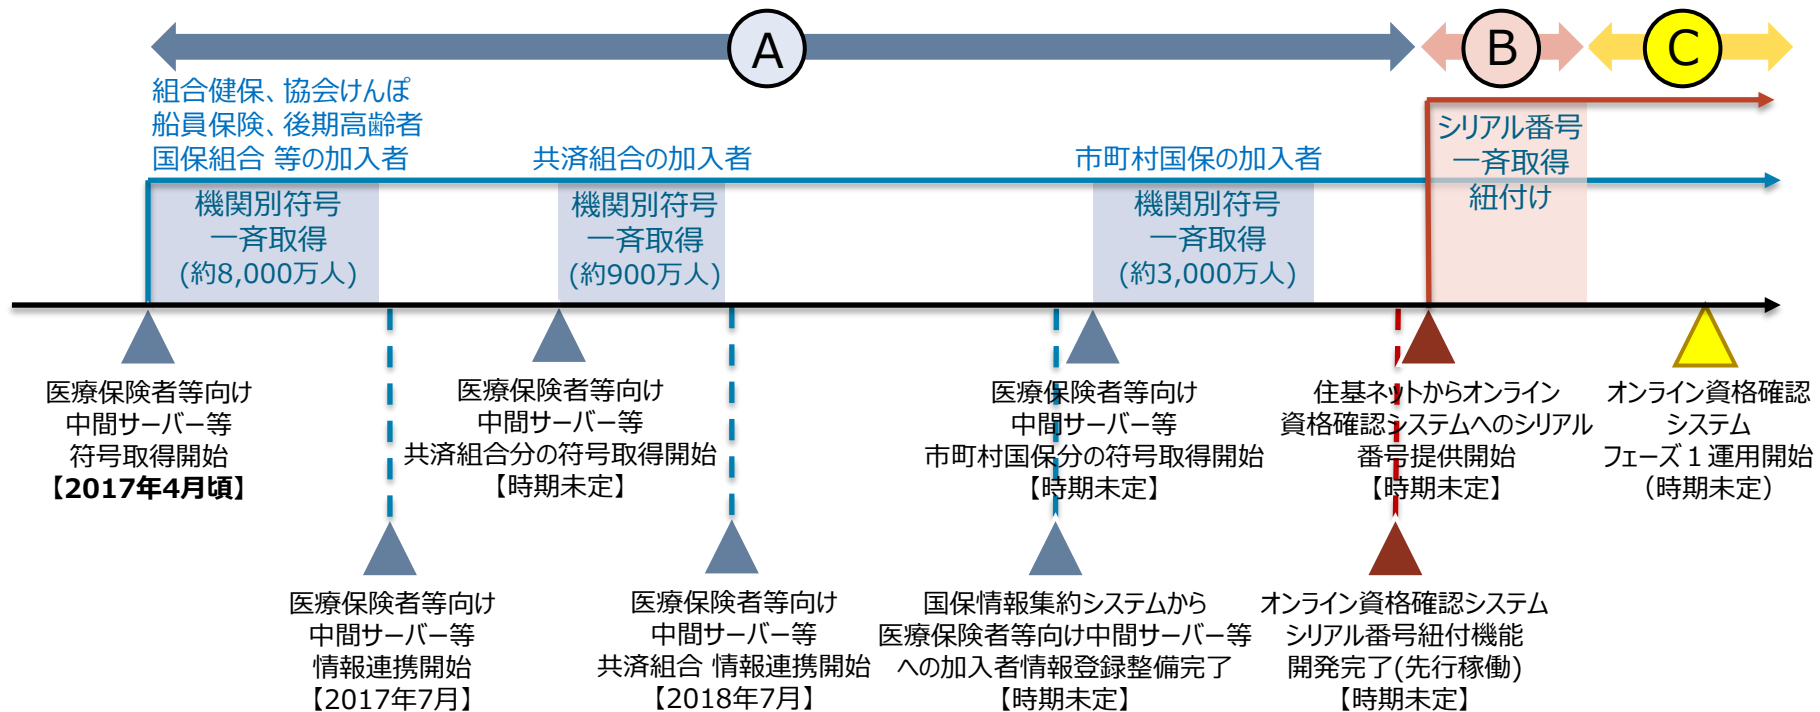 A
B
C
組合健保、協会けんぽ
船員保険、後期高齢者
国保組合 等の加入者
共済組合の加入者
市町村国保の加入者
機関別符号
一斉取得
(約8,000万人)
機関別符号
一斉取得
(約900万人)
機関別符号
一斉取得
(約3,000万人)
シリアル番号
一斉取得
紐付け
医療保険者等向け
中間サーバー等
符号取得開始
【2017年4月頃】
医療保険者等向け
中間サーバー等
共済組合分の符号取得開始
【時期未定】
医療保険者等向け
中間サーバー等
市町村国保分の符号取得開始
【時期未定】
住基ネットからオンライン
資格確認システムへのシリアル
番号提供開始
【時期未定】
オンライン資格確認
システム
フェーズ１運用開始
（時期未定）
医療保険者等向け
中間サーバー等
情報連携開始
【2017年7月】
医療保険者等向け
中間サーバー等
共済組合 情報連携開始
【2018年7月】
国保情報集約システムから
医療保険者等向け中間サーバー等
への加入者情報登録整備完了
【時期未定】
オンライン資格確認システム
シリアル番号紐付機能
開発完了(先行稼働)
【時期未定】